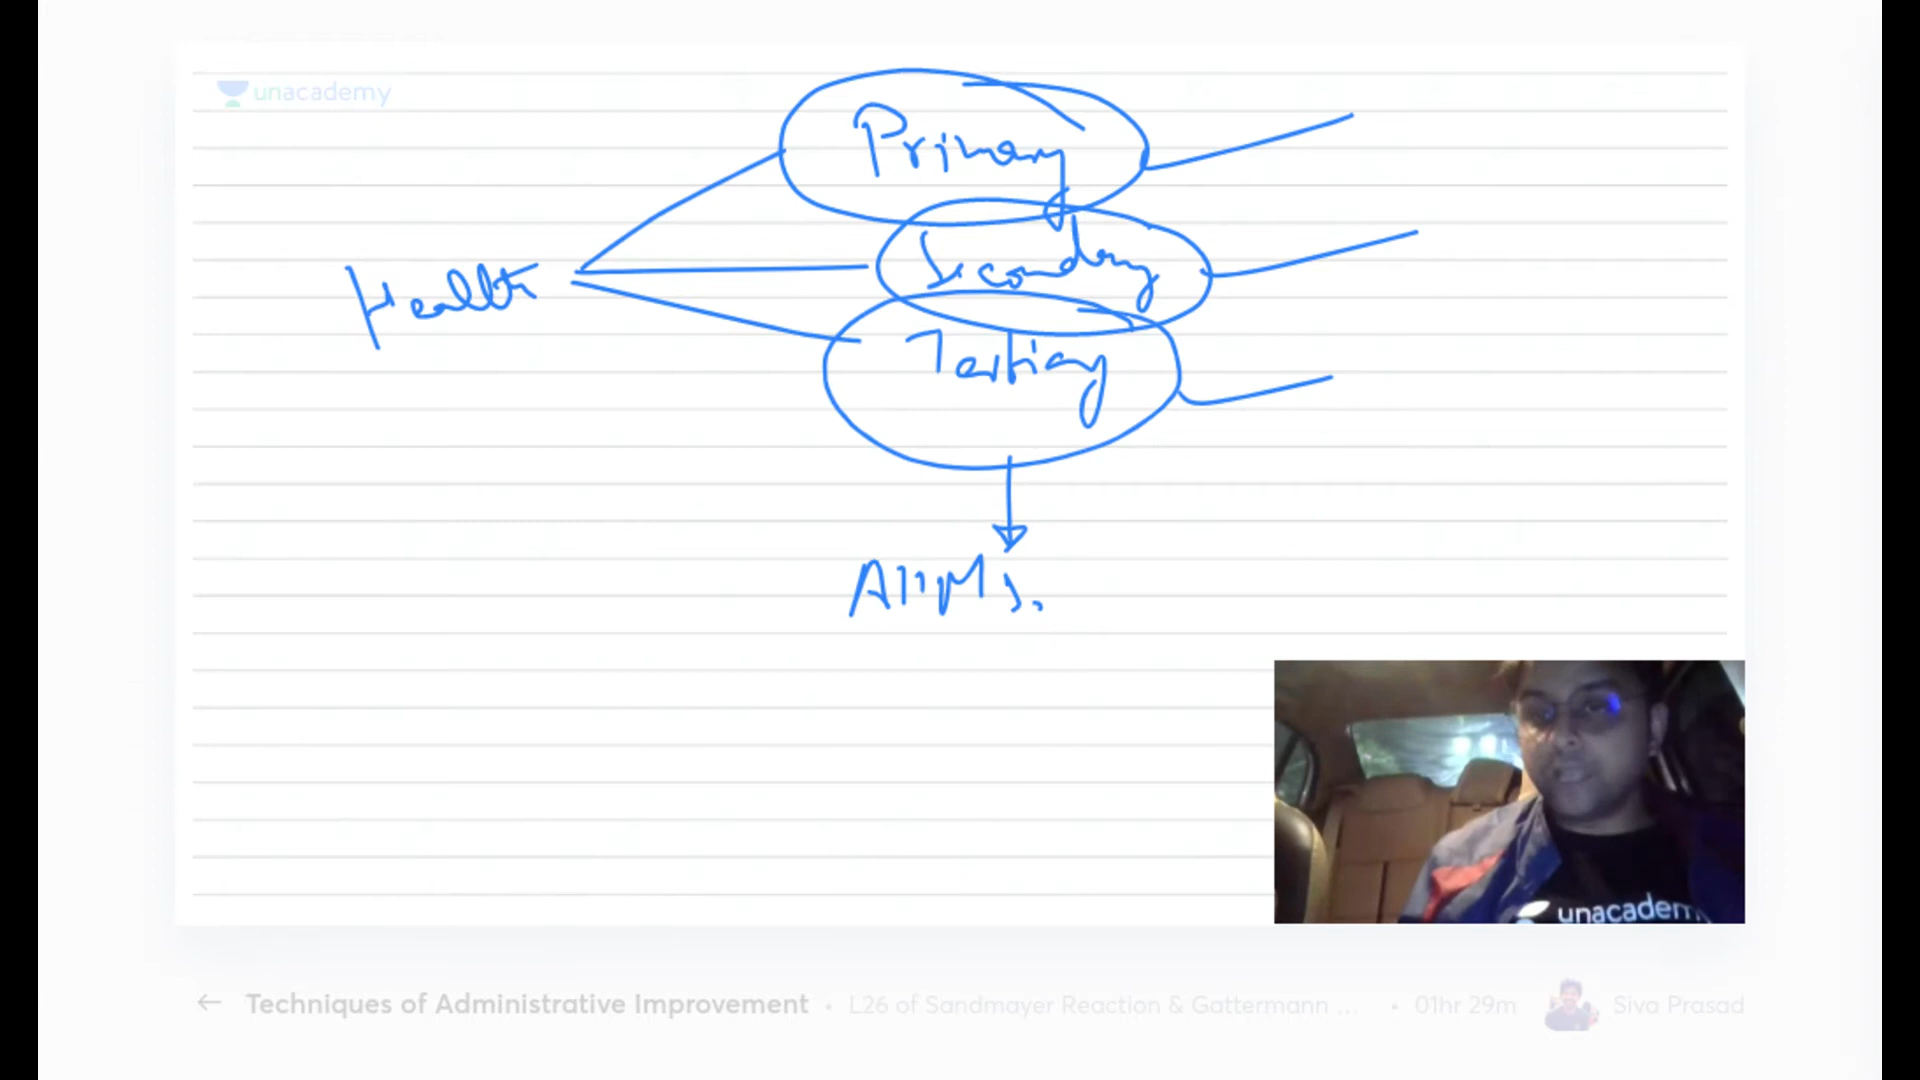 unacademy
Primary
Secondary
Health
Tertiary
AIIMS.
unacadem
← Techniques of Administrative Improvement • L26 of Sandmayer Reaction & Gattermann ... • 01hr 29m Siva Prasad